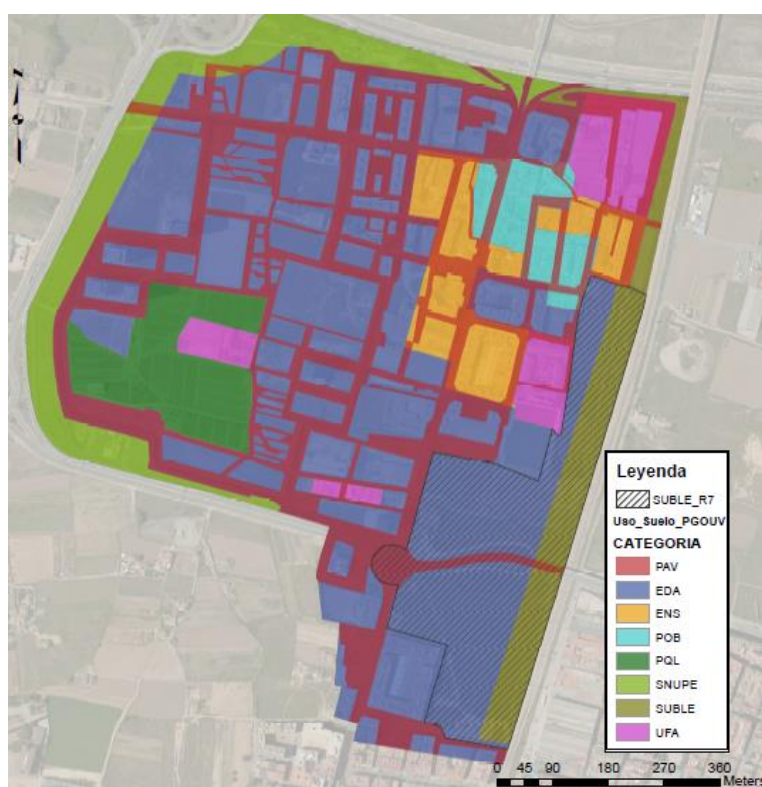 Leyenda
SUBLE_R7
Uso_Suelo_PGOUV
CATEGORIA
PAV
EDA
ENS
POB
PQL
SNUPE
SUBLE
UFA
0 45 90 180 270 360
Meters